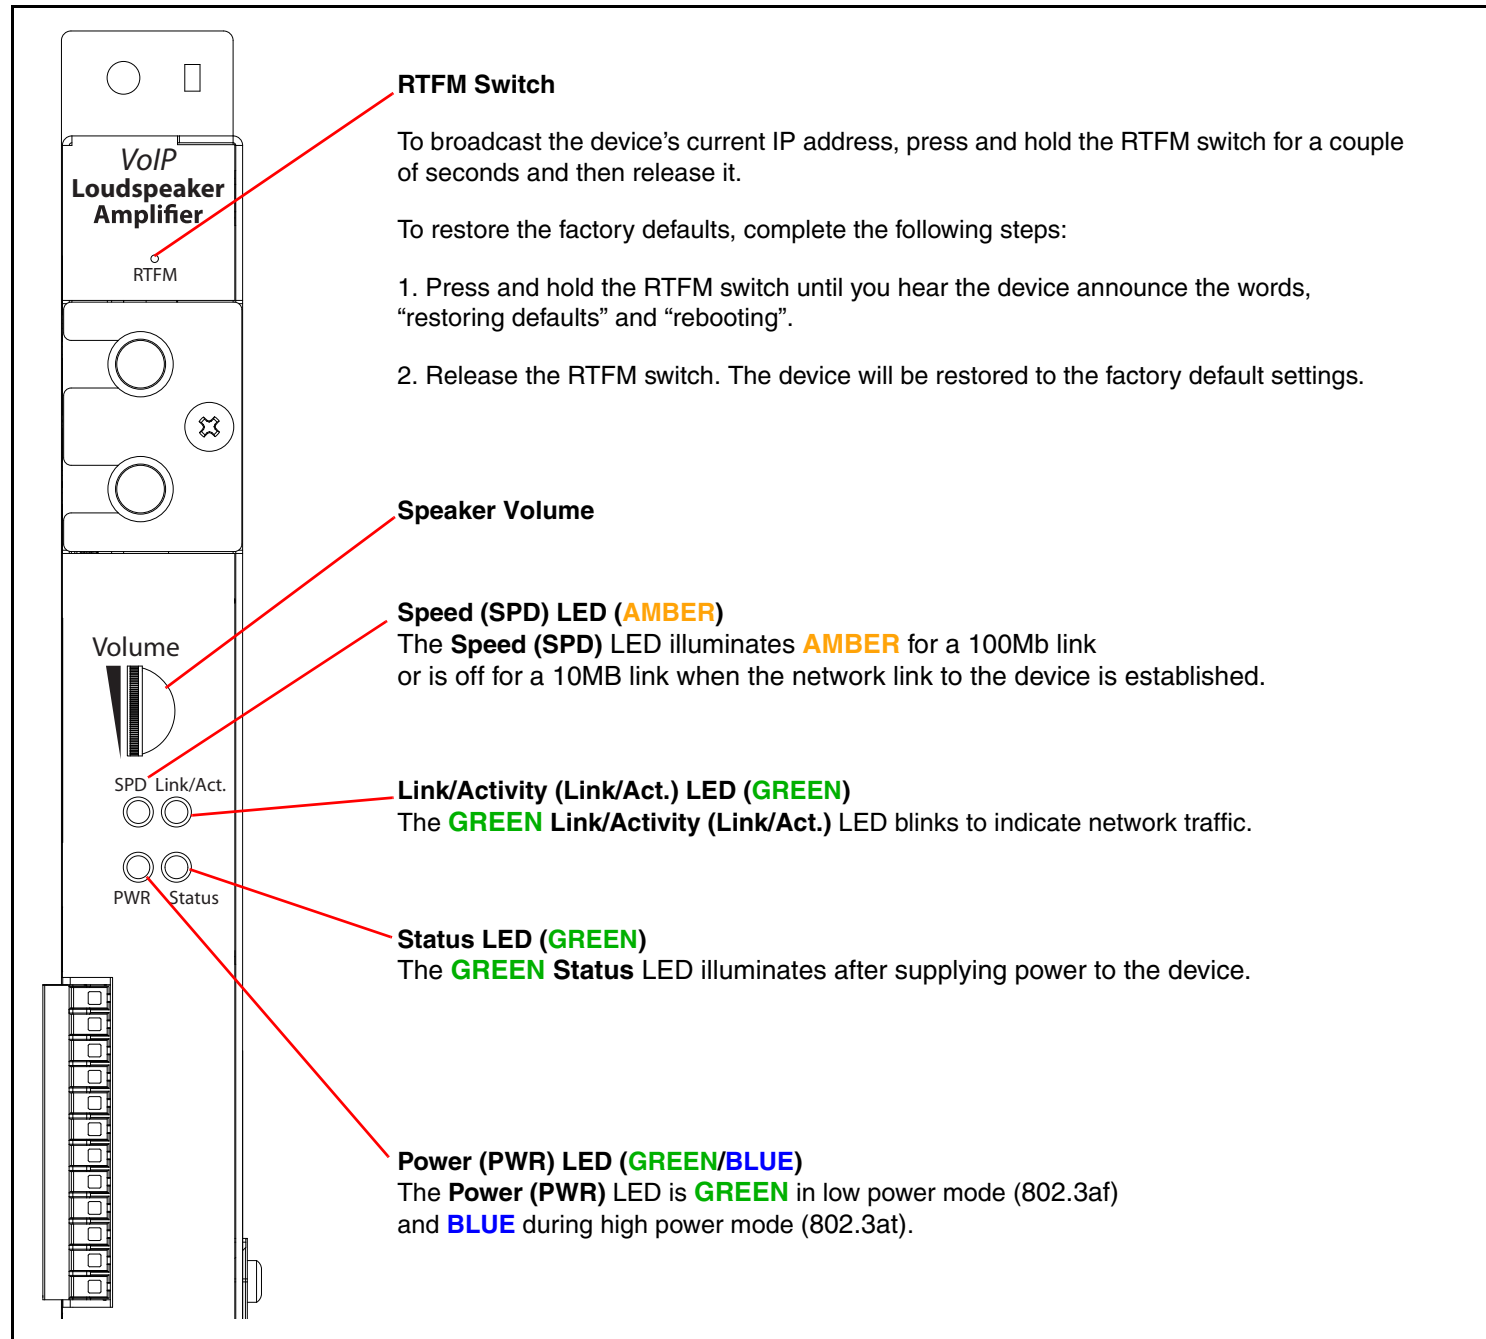 VoIP
Loudspeaker
Amplifier
RTFM
Volume
SPD Link/Act.
PWR Status
RTFM Switch
To broadcast the device’s current IP address, press and hold the RTFM switch for a couple
of seconds and then release it.
To restore the factory defaults, complete the following steps:
1. Press and hold the RTFM switch until you hear the device announce the words,
“restoring defaults” and “rebooting”.
2. Release the RTFM switch. The device will be restored to the factory default settings.
Speaker Volume
Speed (SPD) LED (AMBER)
The Speed (SPD) LED illuminates AMBER for a 100Mb link
or is off for a 10MB link when the network link to the device is established.
Link/Activity (Link/Act.) LED (GREEN)
The GREEN Link/Activity (Link/Act.) LED blinks to indicate network traffic.
Status LED (GREEN)
The GREEN Status LED illuminates after supplying power to the device.
Power (PWR) LED (GREEN/BLUE)
The Power (PWR) LED is GREEN in low power mode (802.3af)
and BLUE during high power mode (802.3at).